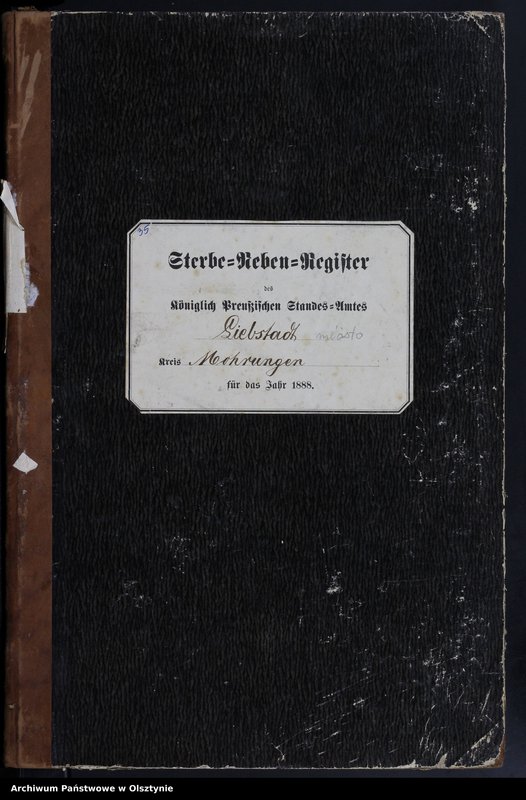 55
Sterbe=Neben=Register
des
Königlich Preußischen Standes=Amtes
Liebstadt miasto
Kreis Mohrungen
für das Jahr 1888.
Archiwum Państwowe w Olsztynie